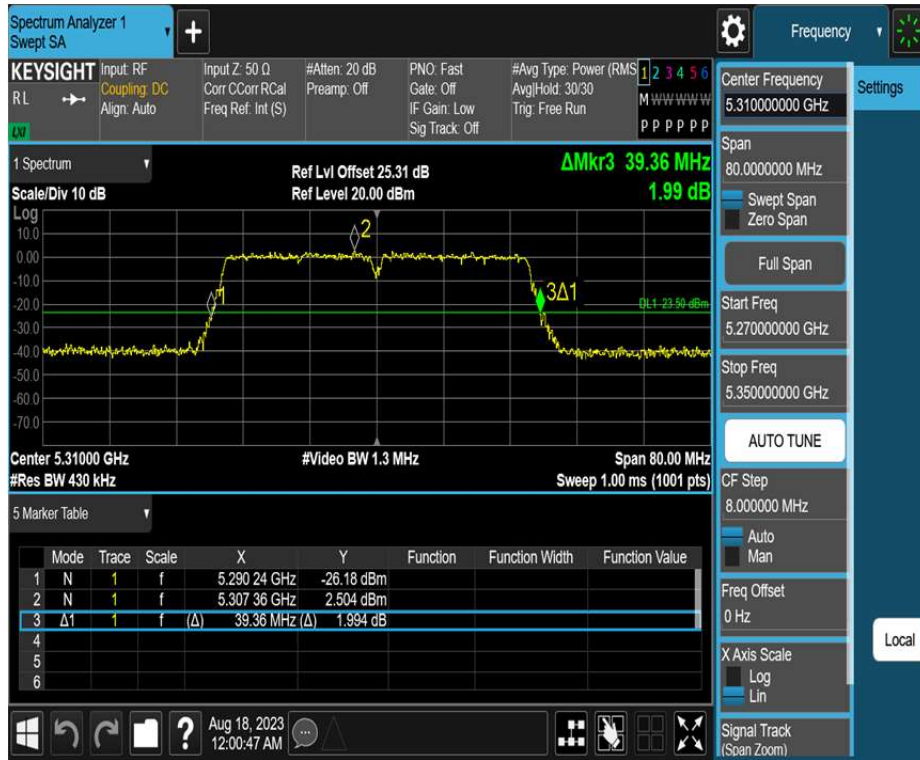 Spectrum Analyzer 1
Swept SA
Frequency
KEYSIGHT
RL
LXI
Input: RF
Coupling: DC
Align: Auto
Input Z: 50 Ω
Corr CCorr RCal
Freq Ref: Int (S)
#Atten: 20 dB
Preamp: Off
PNO: Fast
Gate: Off
IF Gain: Low
Sig Track: Off
#Avg Type: Power (RMS
Avg|Hold: 30/30
Trig: Free Run
1 2 3 4 5 6
M W W W W W
P P P P P P
1 Spectrum
Scale/Div 10 dB
Ref Lvl Offset 25.31 dB
Ref Level 20.00 dBm
ΔMkr3 39.36 MHz
1.99 dB
Log
10.0
0.00
-10.0
-20.0
-30.0
-40.0
-50.0
-60.0
-70.0
1
2
3Δ1
DL1 -23.50 dBm
Center 5.31000 GHz
#Video BW 1.3 MHz
Span 80.00 MHz
#Res BW 430 kHz
Sweep 1.00 ms (1001 pts)
5 Marker Table
Mode Trace Scale X Y Function Function Width Function Value
1 N 1 f 5.290 24 GHz -26.18 dBm
2 N 1 f 5.307 36 GHz 2.504 dBm
3 Δ1 1 f (Δ) 39.36 MHz (Δ) 1.994 dB
4
5
6
Aug 18, 2023
12:00:47 AM
Settings
Center Frequency
5.310000000 GHz
Span
80.0000000 MHz
Swept Span
Zero Span
Full Span
Start Freq
5.270000000 GHz
Stop Freq
5.350000000 GHz
AUTO TUNE
CF Step
8.000000 MHz
Auto
Man
Freq Offset
0 Hz
X Axis Scale
Log
Lin
Signal Track
(Span Zoom)
Local